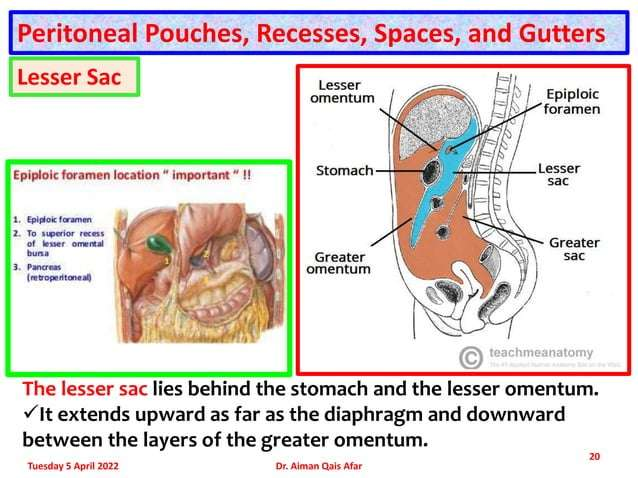 Peritoneal Pouches, Recesses, Spaces, and Gutters
Lesser Sac
Epiploic foramen location “ important “ !!
1. Epiploic foramen
2. To superior recess
of lesser omental
bursa
3. Pancreas
(retroperitoneal)
Lesser
omentum
Epiploic
foramen
Stomach
Lesser
sac
Greater
omentum
Greater
sac
© teachmeanatomy
The lesser sac lies behind the stomach and the lesser omentum.
✓It extends upward as far as the diaphragm and downward
between the layers of the greater omentum.
Tuesday 5 April 2022
Dr. Aiman Qais Afar
20